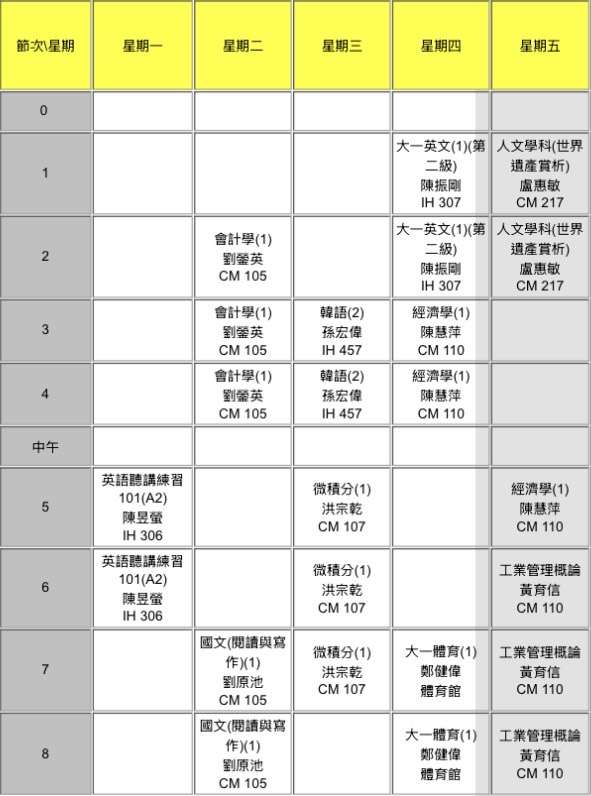 節次\星期 星期一 星期二 星期三 星期四 星期五
0
1
大一英文(1)(第
二級)
陳振剛
IH 307
人文學科(世界
遺產賞析)
盧惠敏
CM 217
2
會計學(1)
劉鎣英
CM 105
大一英文(1)(第
二級)
陳振剛
IH 307
人文學科(世界
遺產賞析)
盧惠敏
CM 217
3
會計學(1)
劉鎣英
CM 105
韓語(2)
孫宏偉
IH 457
經濟學(1)
陳慧萍
CM 110
4
會計學(1)
劉鎣英
CM 105
韓語(2)
孫宏偉
IH 457
經濟學(1)
陳慧萍
CM 110
中午
5
英語聽講練習
101(A2)
陳昱螢
IH 306
微積分(1)
洪宗乾
CM 107
經濟學(1)
陳慧萍
CM 110
6
英語聽講練習
101(A2)
陳昱螢
IH 306
微積分(1)
洪宗乾
CM 107
工業管理概論
黃育信
CM 110
7
國文(閱讀與寫
作)(1)
劉原池
CM 105
微積分(1)
洪宗乾
CM 107
大一體育(1)
鄭健偉
體育館
工業管理概論
黃育信
CM 110
8
國文(閱讀與寫
作)(1)
劉原池
CM 105
大一體育(1)
鄭健偉
體育館
工業管理概論
黃育信
CM 110